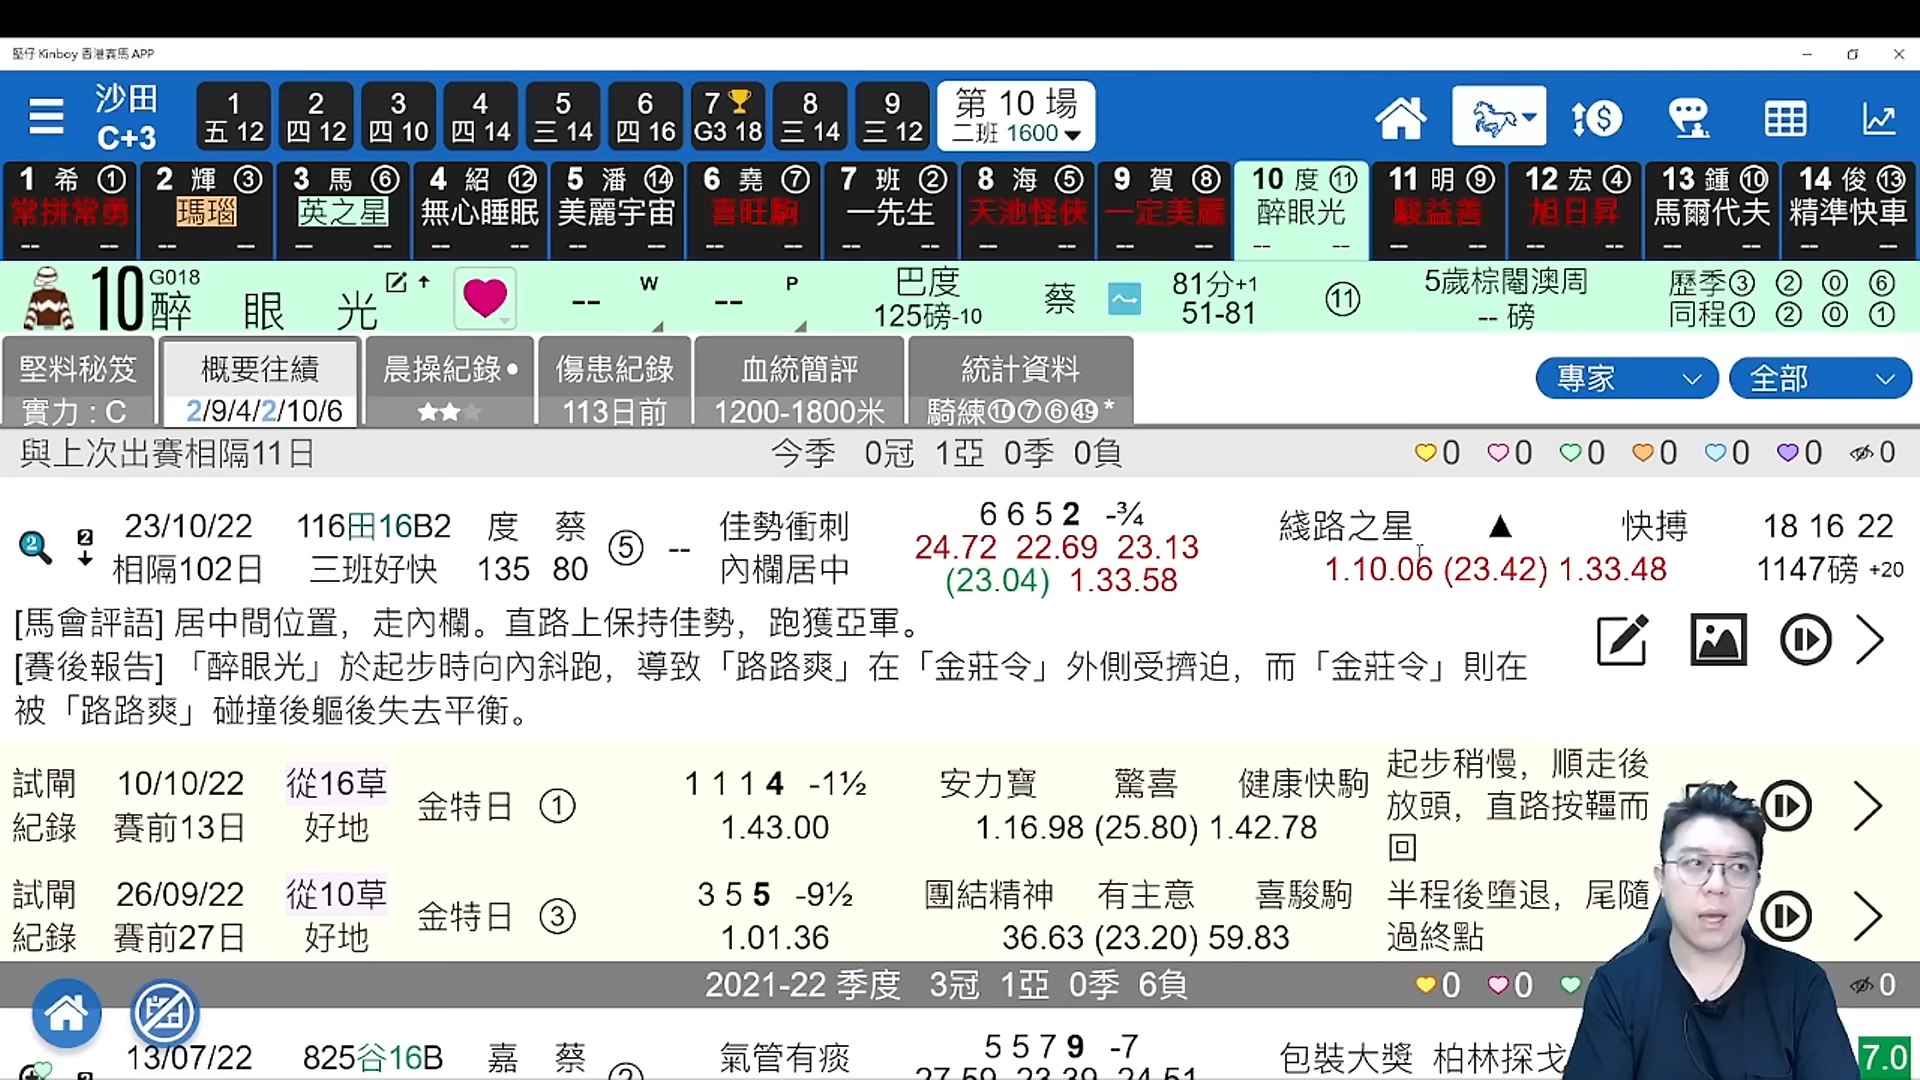 堅仔 Kinboy 香港賽馬 APP
沙田 C+3
1 五 12
2 四 12
3 四 10
4 四 14
5 三 14
6 四 16
7 G3 18
8 三 14
9 三 12
第 10 場 二班 1600
1 希 ① 常拼常勇 -- --
2 輝 ③ 瑪瑙 -- --
3 馬 ⑥ 英之星 -- --
4 紹 ⑫ 無心睡眠 -- --
5 潘 ⑭ 美麗宇宙 -- --
6 堯 ⑦ 喜旺駒 -- --
7 班 ② 一先生 -- --
8 海 ⑤ 天池怪俠 -- --
9 賀 ⑧ 一定美麗 -- --
10 度 ⑪ 醉眼光 -- --
11 明 ⑨ 駿益善 -- --
12 宏 ④ 旭日昇 -- --
13 鍾 ⑩ 馬爾代夫 -- --
14 俊 ⑬ 精準快車 -- --
10 G018 醉 眼 光 -- W -- P 巴度 蔡 81分+1 ⑪ 5歲棕閹澳周 歷季③ ② ⓪ ⑥
125磅-10 51-81 -- 磅 同程① ② ⓪ ①
堅料秘笈 概要往績 晨操紀錄• 傷患紀錄 血統簡評 統計資料 專家 全部
實力 : C 2/9/4/2/10/6 ★★★ 113日前 1200-1800米 騎練⑩⑦⑥㊾*
與上次出賽相隔11日 今季 0冠 1亞 0季 0負 0 0 0 0 0 0 0
2 2 23/10/22 116田16B2 度 蔡 ⑤ -- 佳勢衝刺 6 6 5 2 -¾ 綫路之星 ▲ 快搏 18 16 22
24.72 22.69 23.13
相隔102日 三班好快 135 80 內欄居中 (23.04) 1.33.58 1.10.06 (23.42) 1.33.48 1147磅 +20
[馬會評語] 居中間位置，走內欄。直路上保持佳勢，跑獲亞軍。
[賽後報告] 「醉眼光」於起步時向內斜跑，導致「路路爽」在「金莊令」外側受擠迫，而「金莊令」則在
被「路路爽」碰撞後軀後失去平衡。
試閘 10/10/22 從16草 金特日 ① 1 1 1 4 -1½ 安力寶 驚喜 健康快駒 起步稍慢，順走後
紀錄 賽前13日 好地 1.43.00 1.16.98 (25.80) 1.42.78 放頭，直路按韁而
回
試閘 26/09/22 從10草 金特日 ③ 3 5 5 -9½ 團結精神 有主意 喜駿駒 半程後墮退，尾隨
紀錄 賽前27日 好地 1.01.36 36.63 (23.20) 59.83 過終點
2021-22 季度 3冠 1亞 0季 6負 0 0 0
13/07/22 825谷16B 嘉 蔡 氣管有痰 5 5 7 9 -7 包裝大獎 柏林探戈 7.0
27.59 23.39 24.51